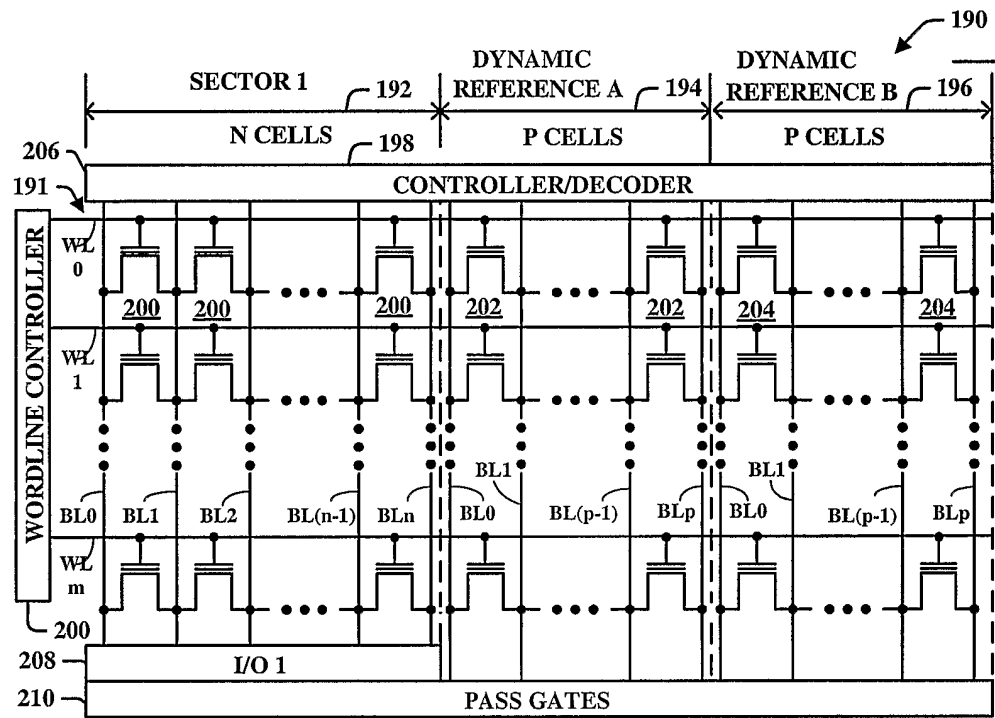 190
SECTOR 1
DYNAMIC
REFERENCE A
DYNAMIC
REFERENCE B
192
194
196
N CELLS
P CELLS
P CELLS
198
206
CONTROLLER/DECODER
191
WORDLINE CONTROLLER
WL
0
200
200
200
202
202
204
204
WL
1
BL0
BL1
BL2
BL(n-1)
BLn
BL0
BL1
BL(p-1)
BLp
BL0
BL1
BL(p-1)
BLp
WL
m
200
208
I/O 1
210
PASS GATES